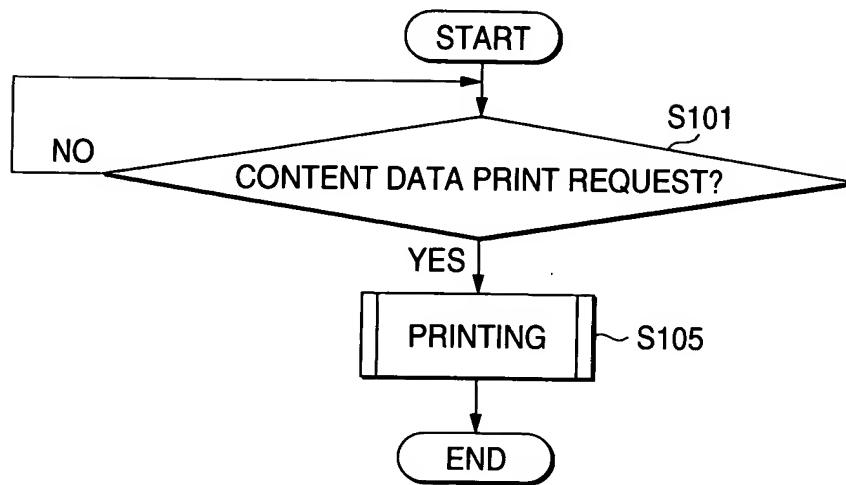 START
S101
NO
CONTENT DATA PRINT REQUEST?
YES
PRINTING
S105
END